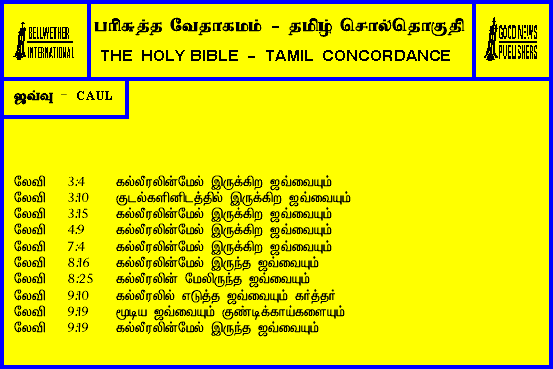 BELLWETHER
INTERNATIONAL
பரிசுத்த வேதாகமம் - தமிழ் சொல்தொகுதி
THE HOLY BIBLE - TAMIL CONCORDANCE
GOOD NEWS
PUBLISHERS
ஜவ்வு - CAUL
லேவி 3:4 கல்லீரலின்மேல் இருக்கிற ஜவ்வையும்
லேவி 3:10 குடல்களினிடத்தில் இருக்கிற ஜவ்வையும்
லேவி 3:15 கல்லீரலின்மேல் இருக்கிற ஜவ்வையும்
லேவி 4:9 கல்லீரலின்மேல் இருக்கிற ஜவ்வையும்
லேவி 7:4 கல்லீரலின்மேல் இருக்கிற ஜவ்வையும்
லேவி 8:16 கல்லீரலின்மேல் இருந்த ஜவ்வையும்
லேவி 8:25 கல்லீரலின் மேலிருந்த ஜவ்வையும்
லேவி 9:10 கல்லீரலில் எடுத்த ஜவ்வையும் கர்த்தர்
லேவி 9:19 மூடிய ஜவ்வையும் குண்டிக்காய்களையும்
லேவி 9:19 கல்லீரலின்மேல் இருந்த ஜவ்வையும்